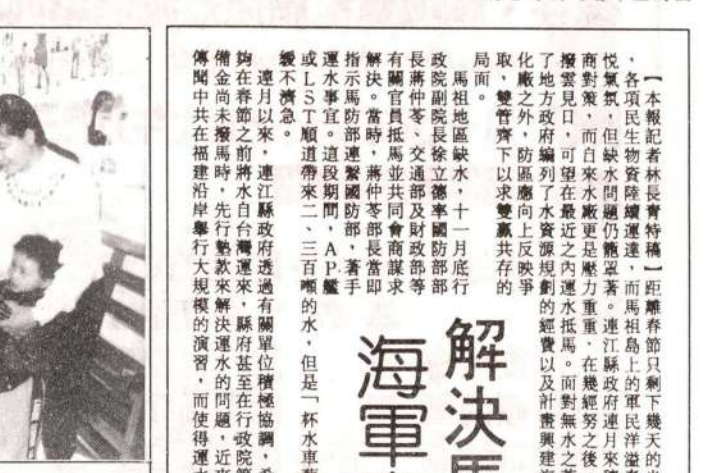 解決馬
海軍
【本報記者林長青特稿】距離春節只剩下幾天的
，各項民生物資陸續運達，而馬祖島上的軍民洋溢
悦氣氛，但缺水問題仍籠罩著。連江縣政府連月來積
商對策，而自來水廠更是壓力重重，在幾經努之後
撥雲見日，可望在最近之內運水抵馬。面對無水之
了地方政府編列了水資源規劃的經費以及計畫興建海
化廠之外，防區應向上反映爭
取，雙管齊下以求雙贏共存的
局面。
馬祖地區缺水，十一月底行
政院副院長徐立德率國防部部
長蔣仲苓、交通部及財政部等
有關官員抵馬並共同會商謀求
解決。當時，蔣仲苓部長當即
指示馬防部連繫國防部，著手
運水事宜。這段期間，AP艦
或LST順道帶來二、三百噸的水，但是「杯水車薪
緩不濟急。
連月以來，連江縣政府透過有關單位積極協調，希
夠在春節之前將水自台灣運來，縣府甚至在行政院第
備金尚未撥馬時，先行墊款來解決運水的問題，近來
傳聞中共在福建沿岸舉行大規模的演習，而使得運水